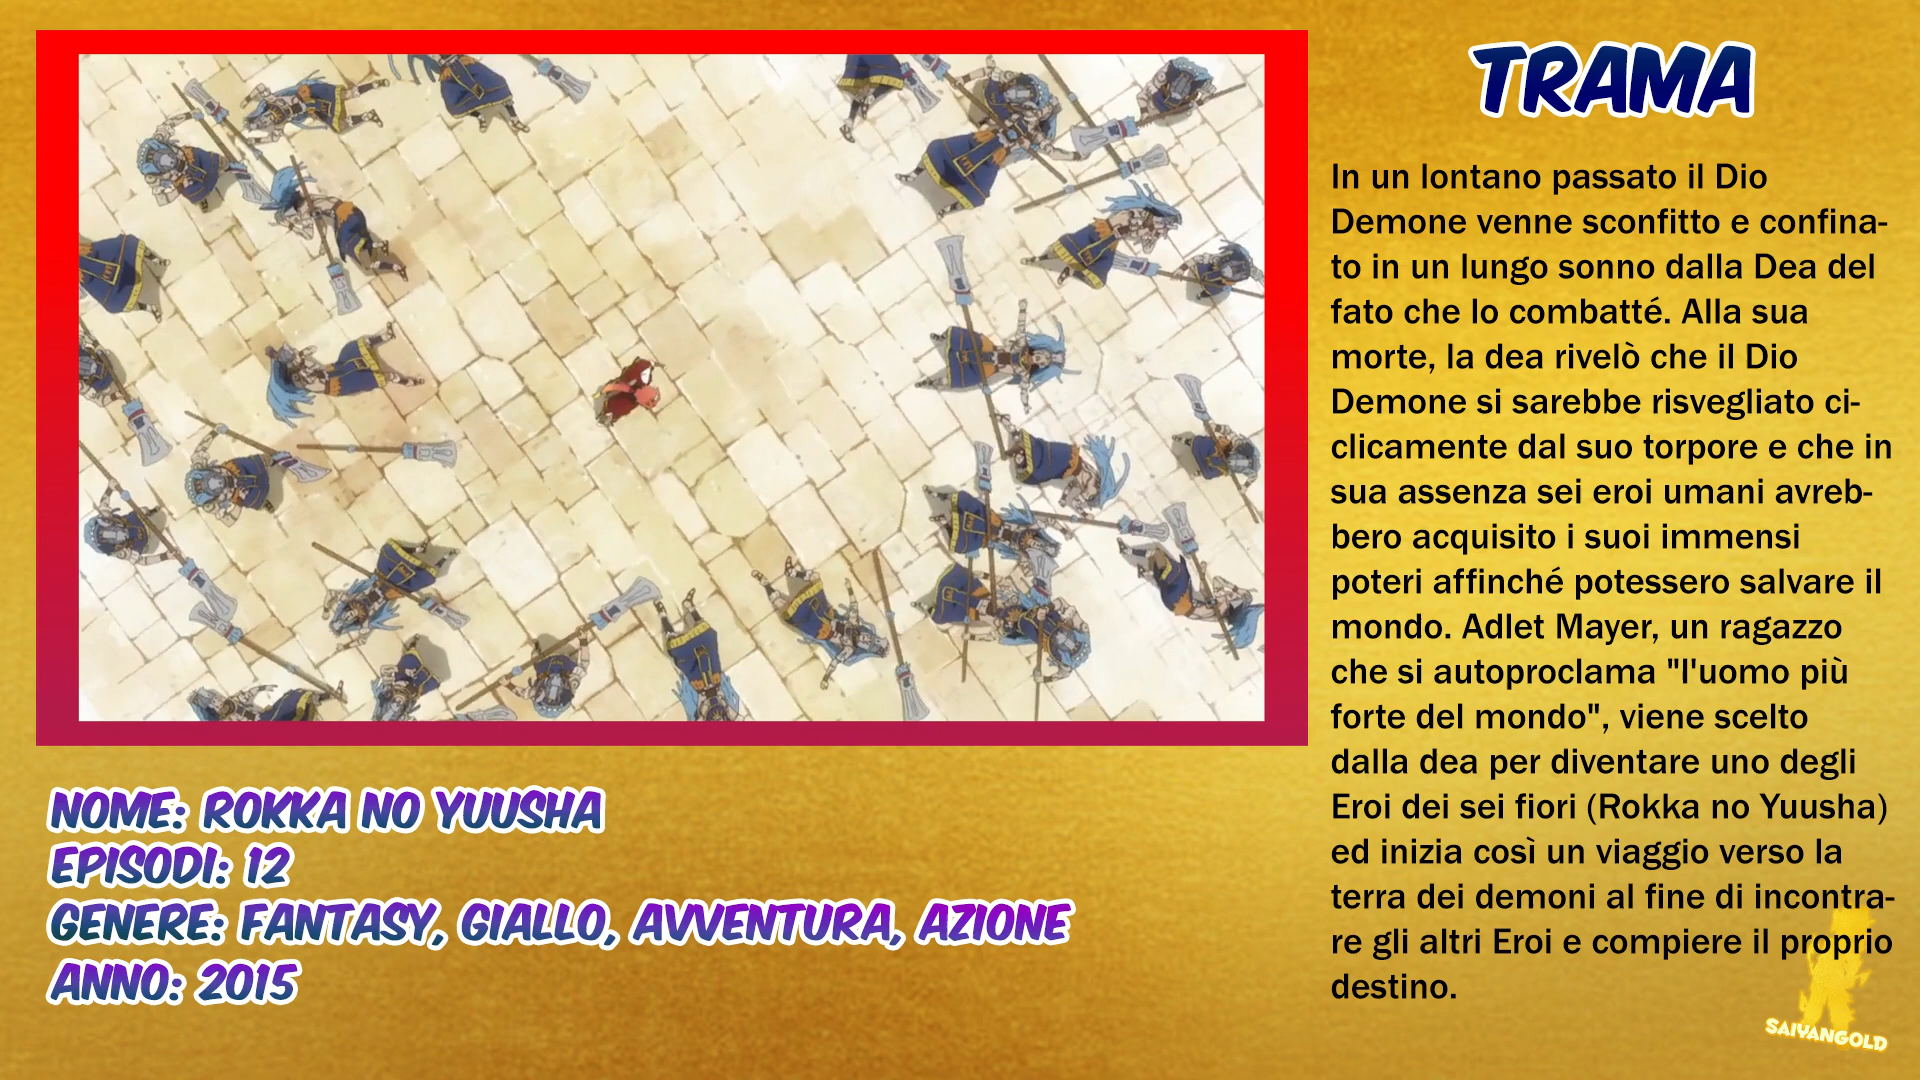 TRAMA
In un lontano passato il Dio
Demone venne sconfitto e confina-
to in un lungo sonno dalla Dea del
fato che lo combatté. Alla sua
morte, la dea rivelò che il Dio
Demone si sarebbe risvegliato ci-
clicamente dal suo torpore e che in
sua assenza sei eroi umani avreb-
bero acquisito i suoi immensi
poteri affinché potessero salvare il
mondo. Adlet Mayer, un ragazzo
che si autoproclama "l'uomo più
forte del mondo", viene scelto
dalla dea per diventare uno degli
Eroi dei sei fiori (Rokka no Yuusha)
ed inizia così un viaggio verso la
terra dei demoni al fine di incontra-
re gli altri Eroi e compiere il proprio
destino.
NOME: ROKKA NO YUUSHA
EPISODI: 12
GENERE: FANTASY, GIALLO, AVVENTURA, AZIONE
ANNO: 2015
SAIYANGOLD